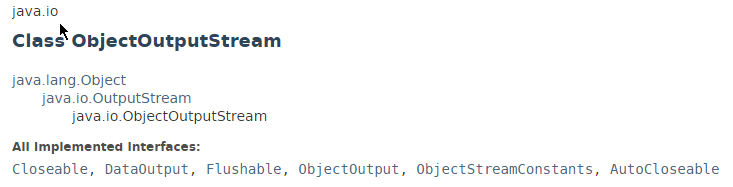 java.io
Class ObjectOutputStream
java.lang.Object
java.io.OutputStream
java.io.ObjectOutputStream
All Implemented Interfaces:
Closeable, DataOutput, Flushable, ObjectOutput, ObjectStreamConstants, AutoCloseable